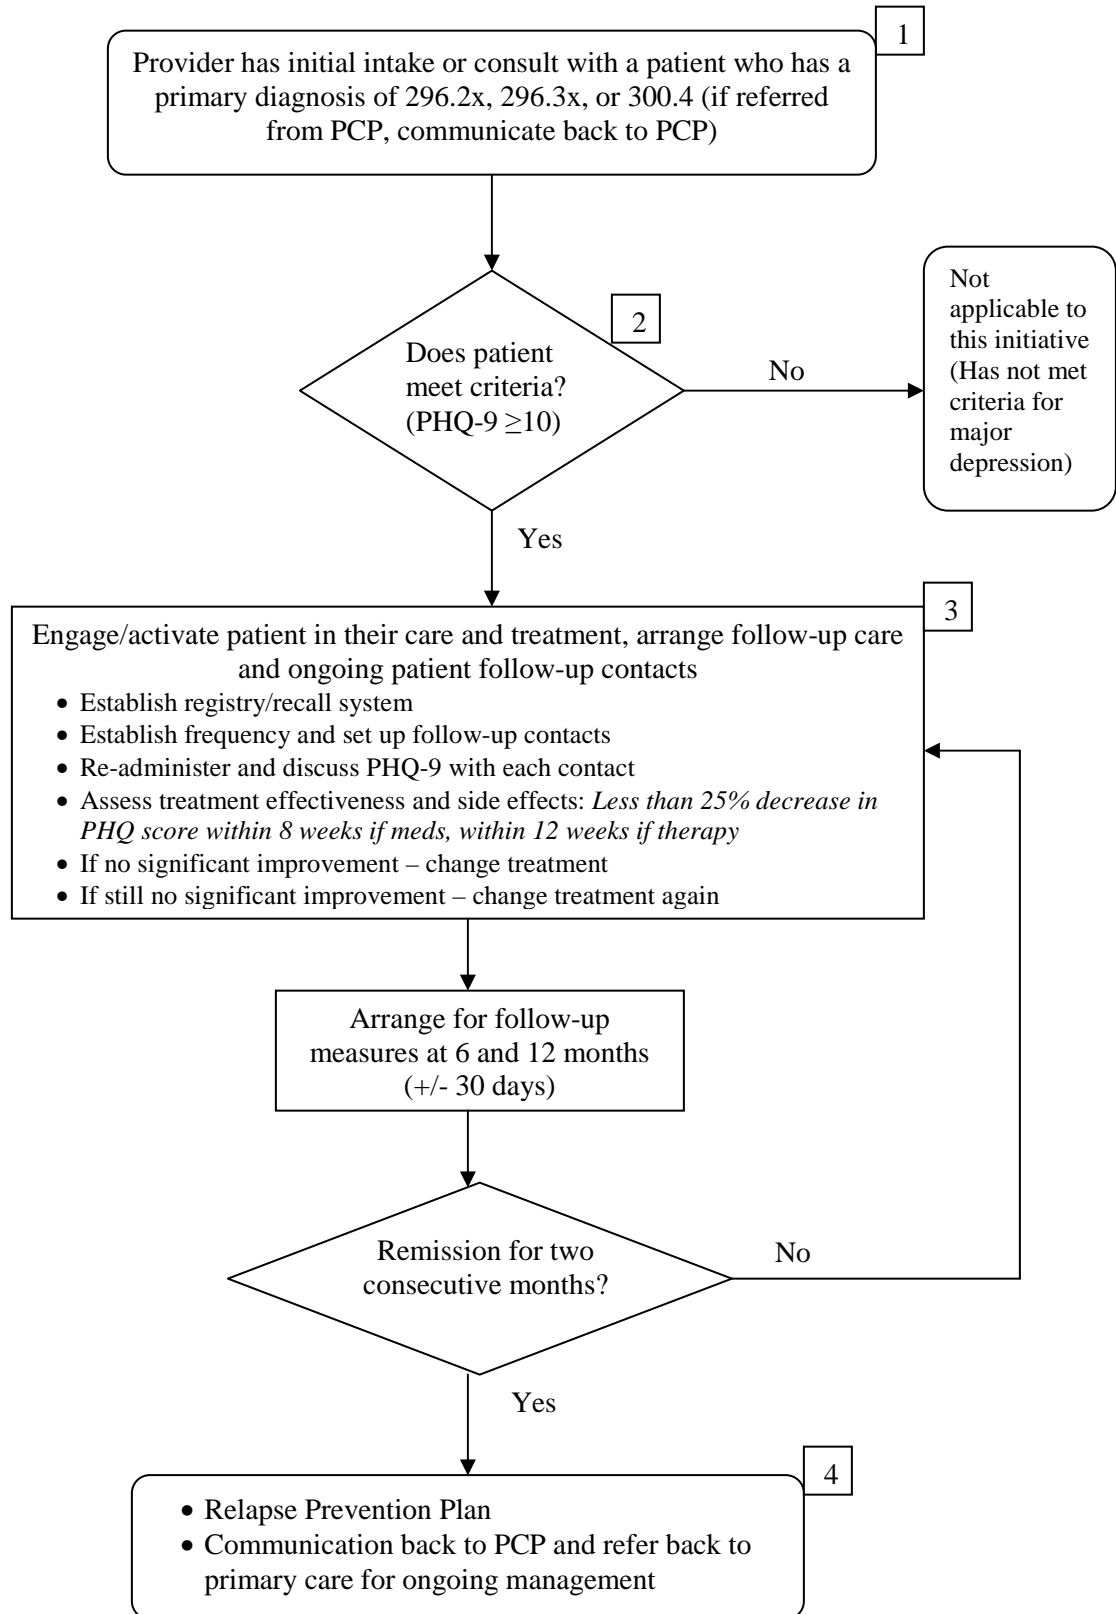 1
Provider has initial intake or consult with a patient who has a
primary diagnosis of 296.2x, 296.3x, or 300.4 (if referred
from PCP, communicate back to PCP)
2
Does patient
meet criteria?
(PHQ-9 ≥10)
No
Not
applicable to
this initiative
(Has not met
criteria for
major
depression)
Yes
3
Engage/activate patient in their care and treatment, arrange follow-up care
and ongoing patient follow-up contacts
• Establish registry/recall system
• Establish frequency and set up follow-up contacts
• Re-administer and discuss PHQ-9 with each contact
• Assess treatment effectiveness and side effects: Less than 25% decrease in
PHQ score within 8 weeks if meds, within 12 weeks if therapy
• If no significant improvement – change treatment
• If still no significant improvement – change treatment again
Arrange for follow-up
measures at 6 and 12 months
(+/- 30 days)
Remission for two
consecutive months?
No
Yes
4
• Relapse Prevention Plan
• Communication back to PCP and refer back to
primary care for ongoing management